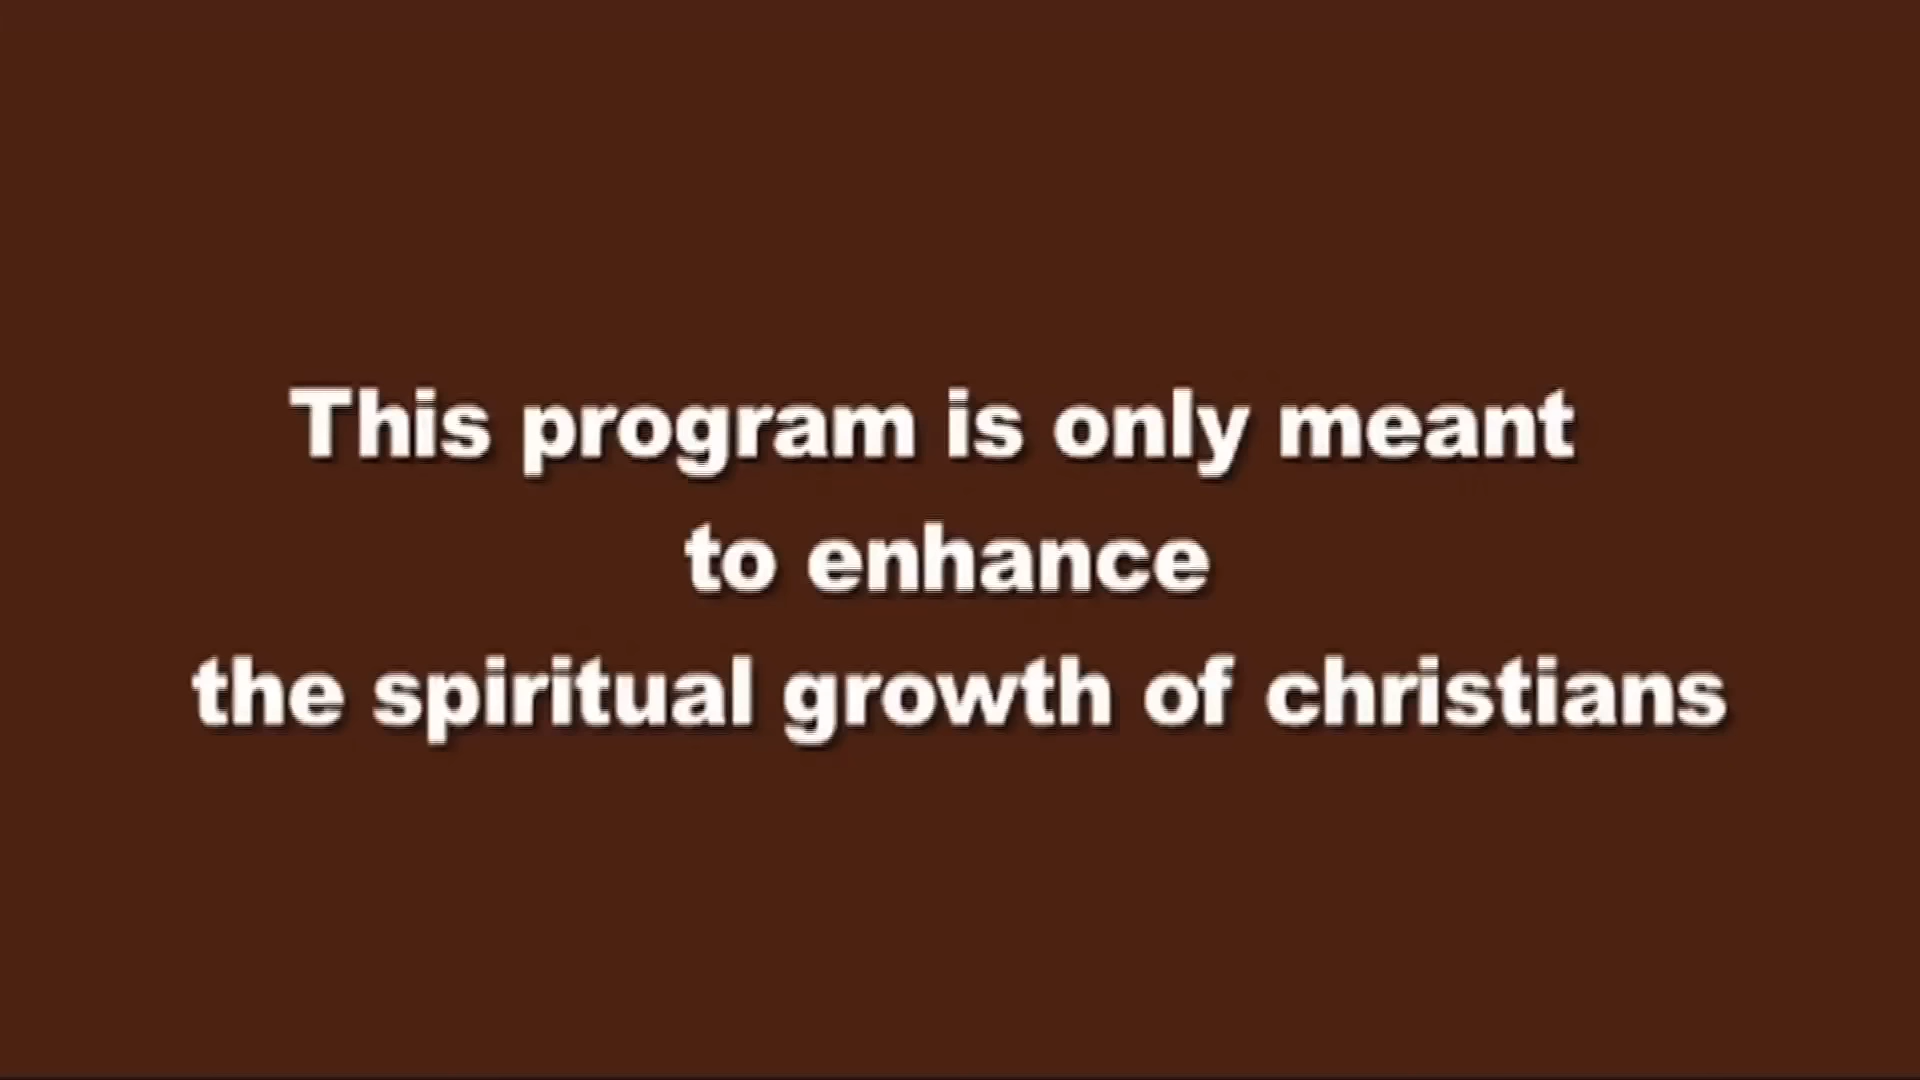 This program is only meant
to enhance
the spiritual growth of christians